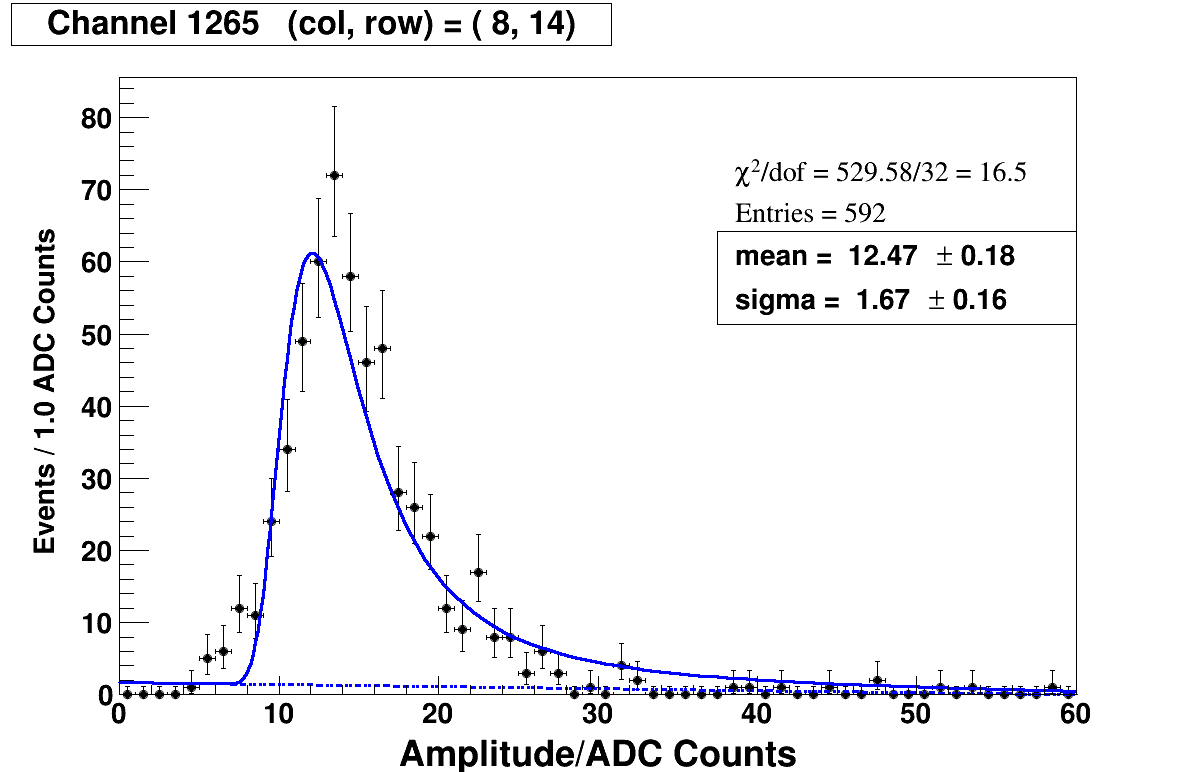 Channel 1265 (col, row) = ( 8, 14)
χ²/dof = 529.58/32 = 16.5
Entries = 592
mean = 12.47 ± 0.18
sigma = 1.67 ± 0.16
Events / 1.0 ADC Counts
80
70
60
50
40
30
20
10
0
0 10 20 30 40 50 60
Amplitude/ADC Counts